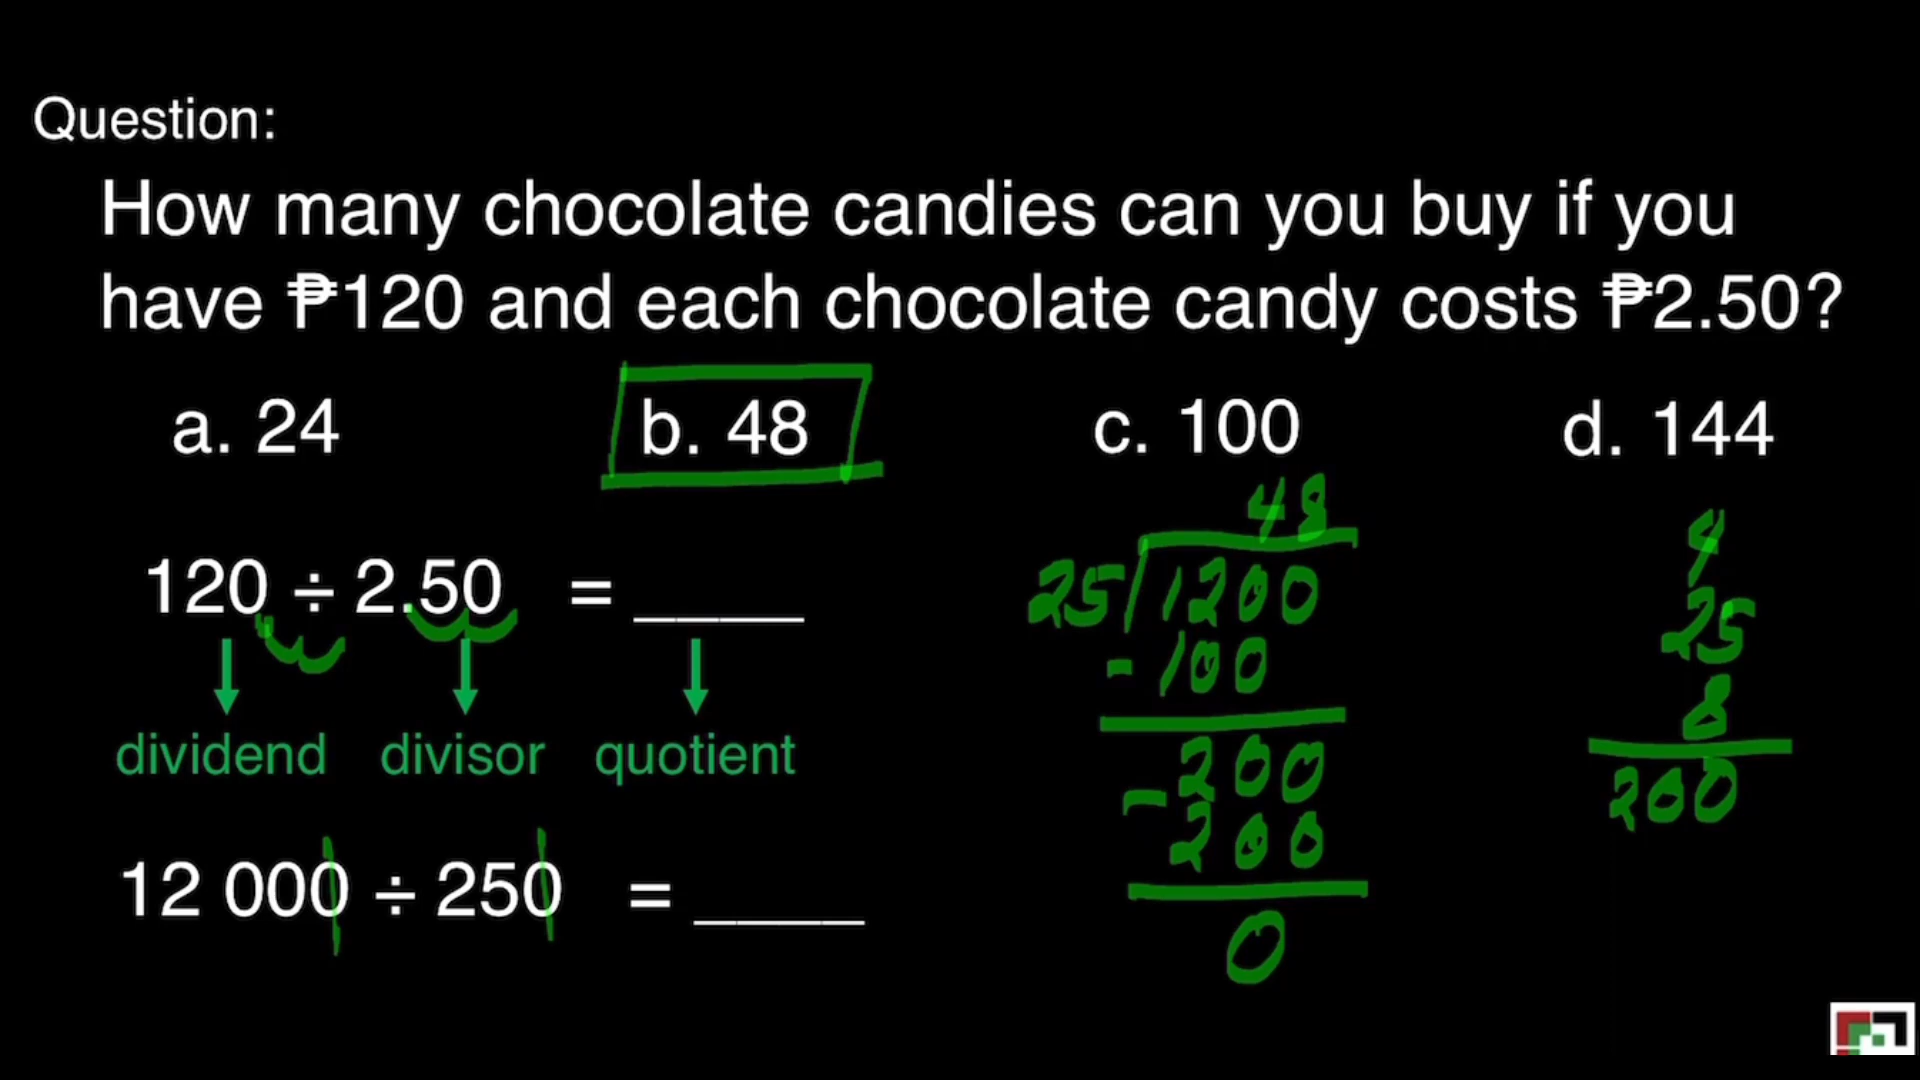 Question:
How many chocolate candies can you buy if you
have ₱120 and each chocolate candy costs ₱2.50?
a. 24 b. 48 c. 100 d. 144
120 ÷ 2.50 = ____
dividend divisor quotient
12 000 ÷ 250 = ____
48
25 1200
- 100
- 200
200
0
4
25
8
200